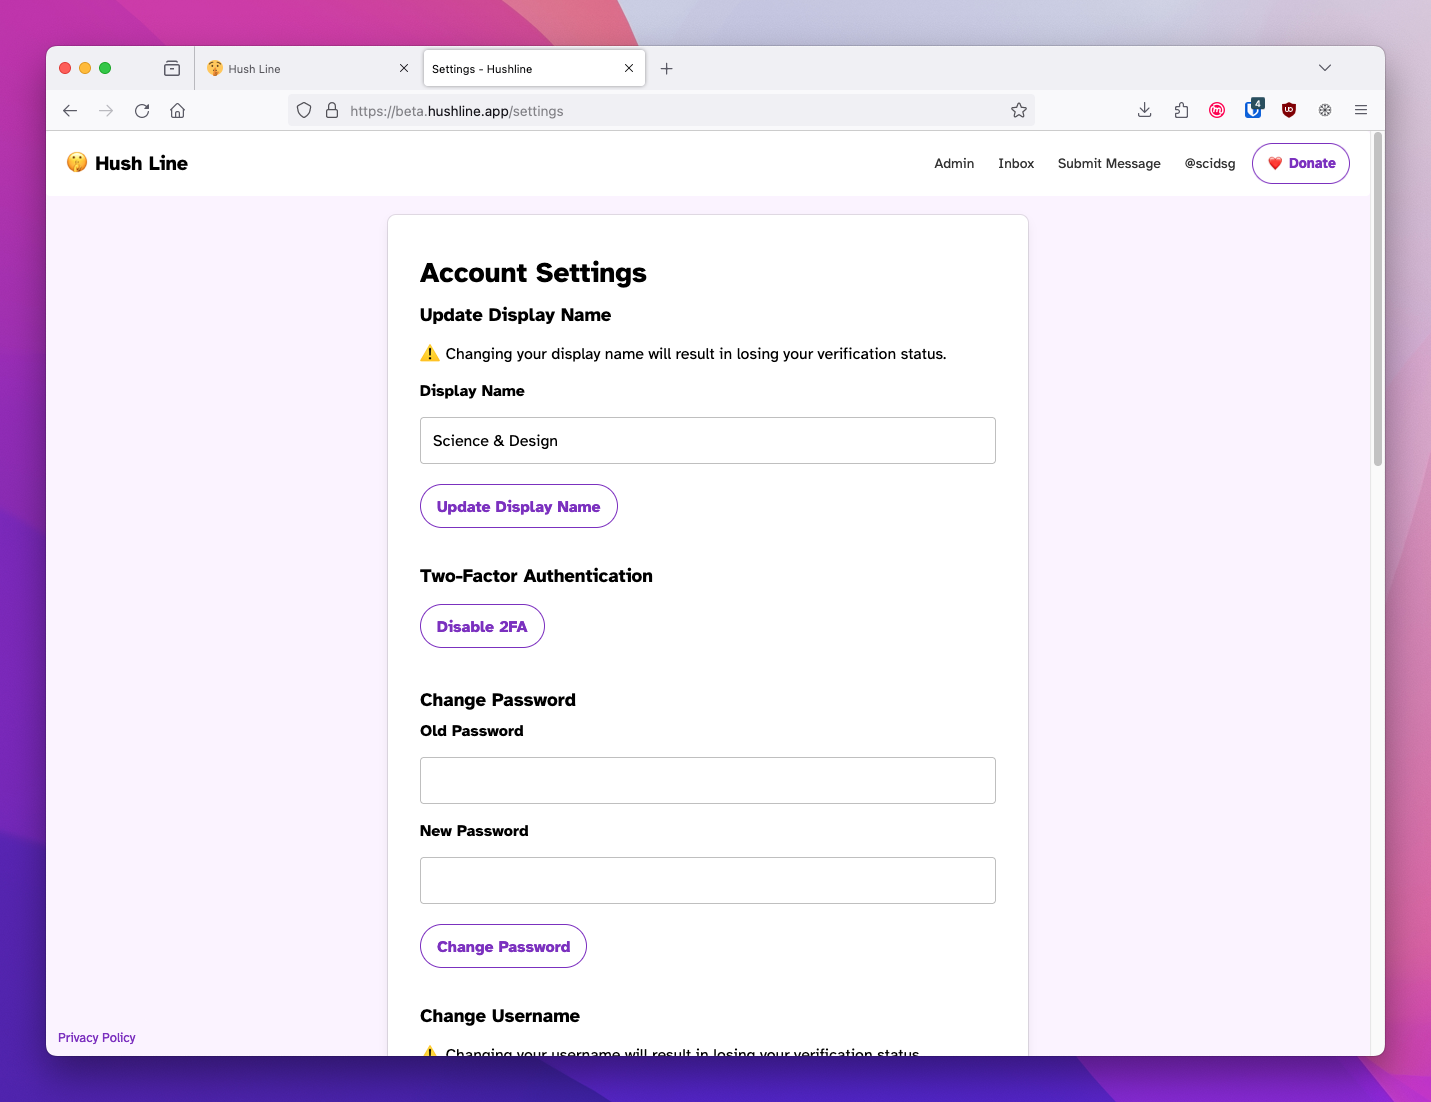 Hush Line
Settings - Hushline
https://beta.hushline.app/settings
4
Hush Line
Admin
Inbox
Submit Message
@scidsg
Donate
Account Settings
Update Display Name
Changing your display name will result in losing your verification status.
Display Name
Science & Design
Update Display Name
Two-Factor Authentication
Disable 2FA
Change Password
Old Password
New Password
Change Password
Change Username
Changing your username will result in losing your verification status.
Privacy Policy